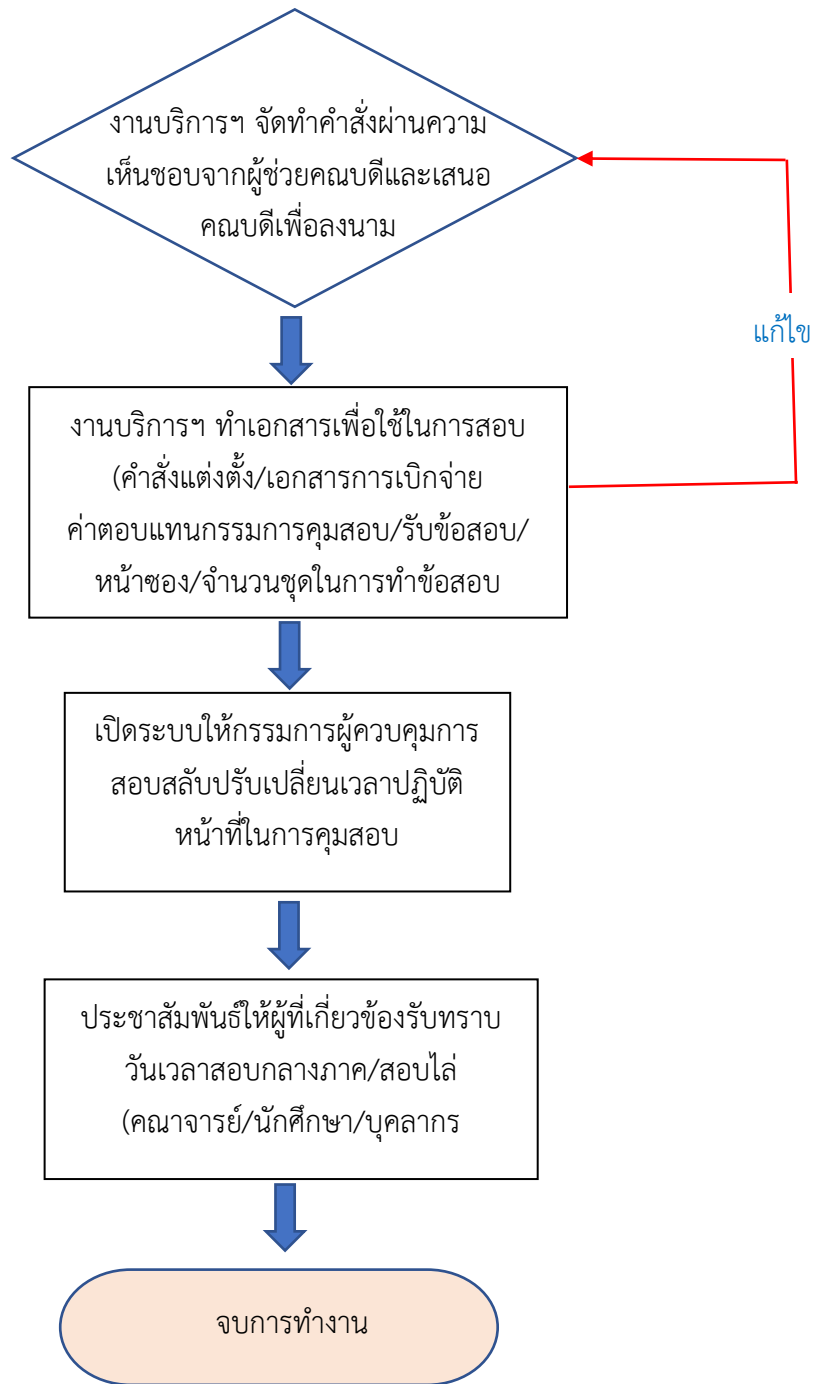 งานบริการฯ จัดทำคำสั่งผ่านความ
เห็นชอบจากผู้ช่วยคณบดีและเสนอ
คณบดีเพื่อลงนาม
แก้ไข
งานบริการฯ ทำเอกสารเพื่อใช้ในการสอบ
(คำสั่งแต่งตั้ง/เอกสารการเบิกจ่าย
ค่าตอบแทนกรรมการคุมสอบ/รับข้อสอบ/
หน้าซอง/จำนวนชุดในการทำข้อสอบ
เปิดระบบให้กรรมการผู้ควบคุมการ
สอบสลับปรับเปลี่ยนเวลาปฏิบัติ
หน้าที่ในการคุมสอบ
ประชาสัมพันธ์ให้ผู้ที่เกี่ยวข้องรับทราบ
วันเวลาสอบกลางภาค/สอบไล่
(คณาจารย์/นักศึกษา/บุคลากร
จบการทำงาน